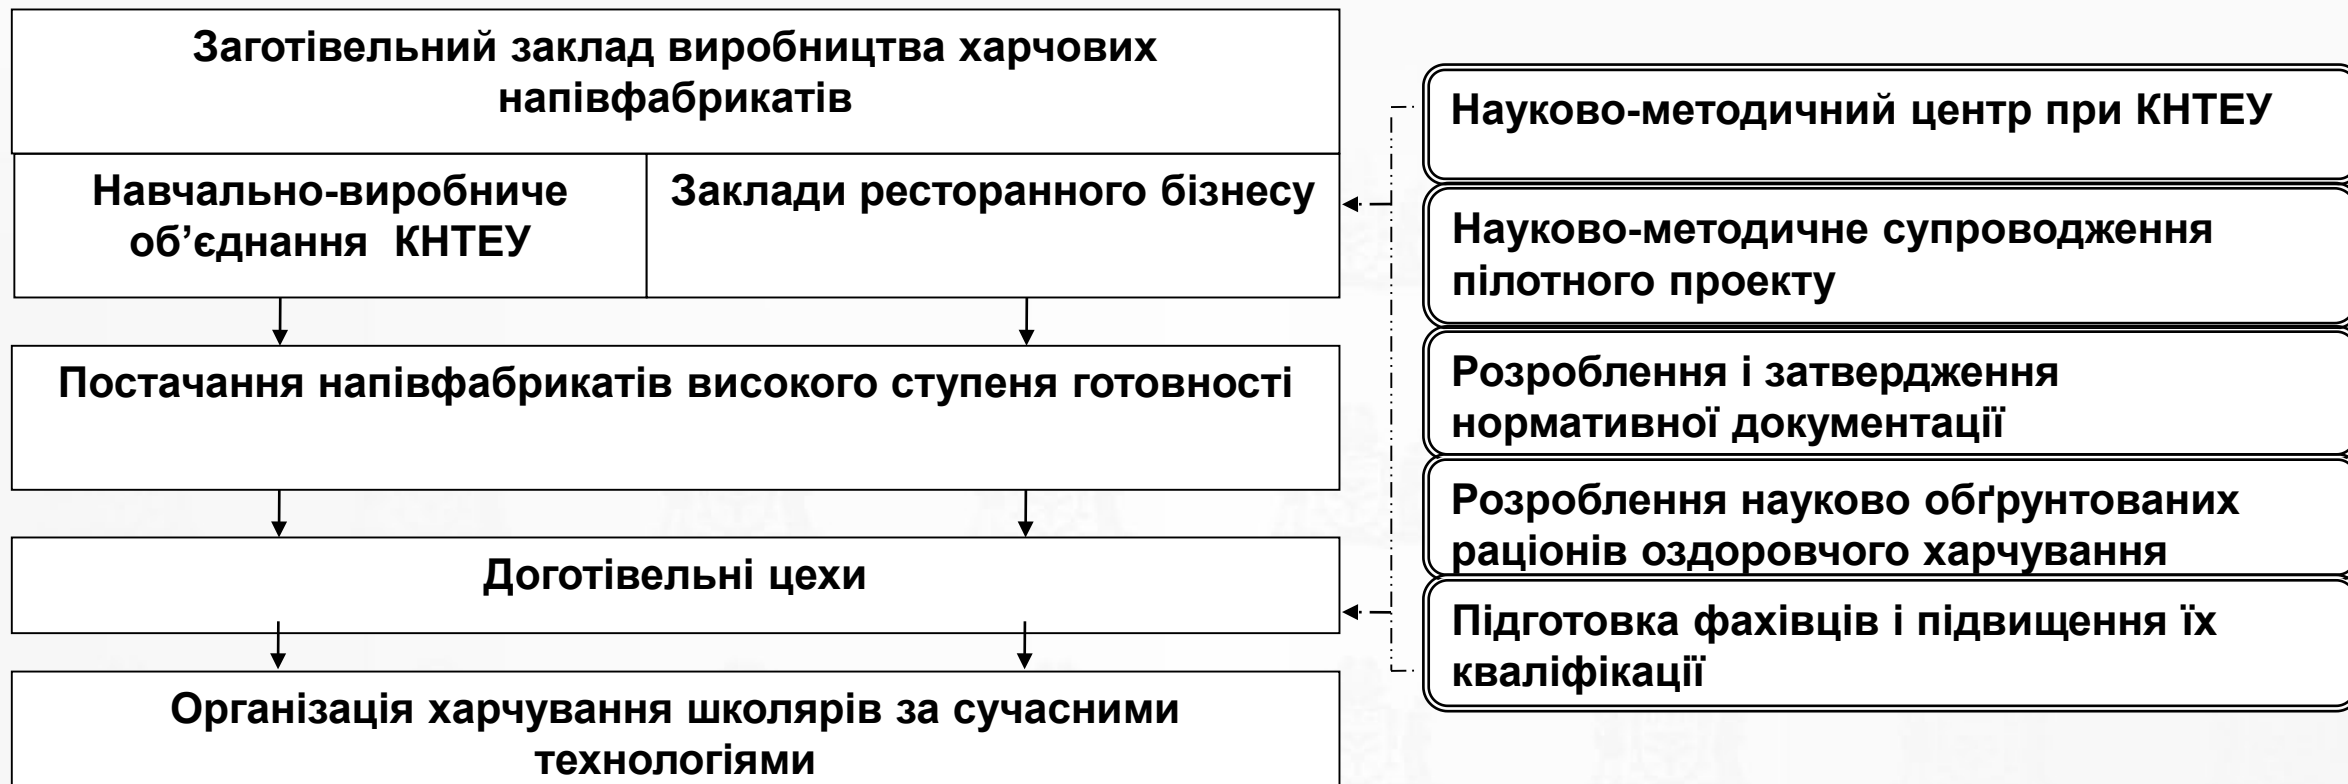 Заготівельний заклад виробництва харчових
напівфабрикатів
Навчально-виробниче
об’єднання  КНТЕУ
Заклади ресторанного бізнесу
Постачання напівфабрикатів високого ступеня готовності
Доготівельні цехи
Організація харчування школярів за сучасними
технологіями
Науково-методичний центр при КНТЕУ
Науково-методичне супроводження
пілотного проекту
Розроблення і затвердження
нормативної документації
Розроблення науково обґрунтованих
раціонів оздоровчого харчування
Підготовка фахівців і підвищення їх
кваліфікації